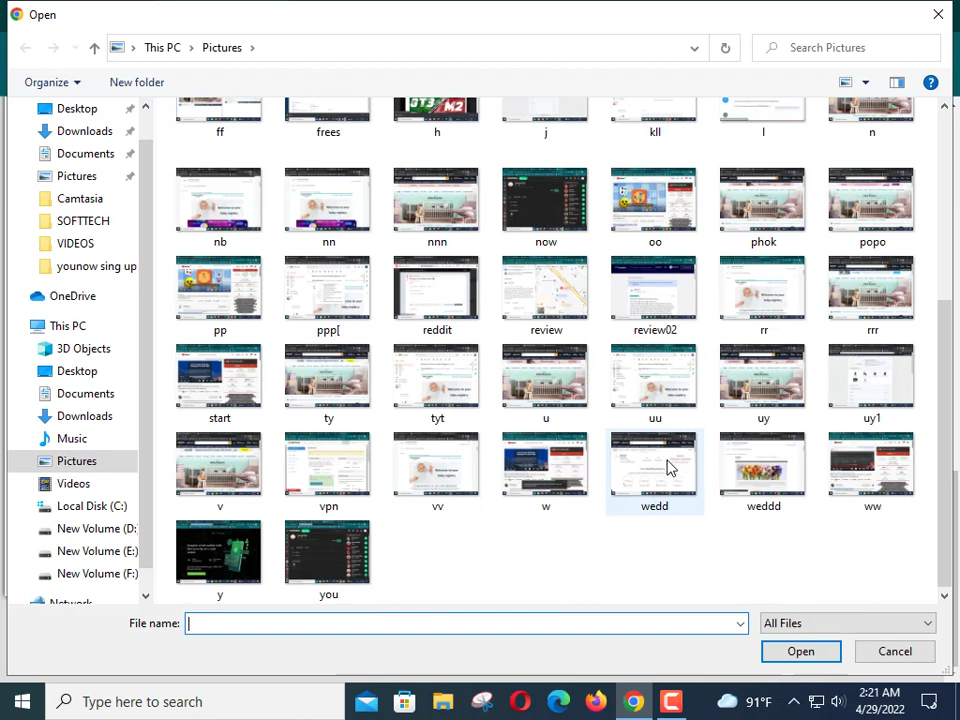 Open
This PC
Pictures
Search Pictures
Organize
New folder
Desktop
Downloads
Documents
Pictures
Camtasia
SOFTTECH
VIDEOS
younow sing up
OneDrive
This PC
3D Objects
Desktop
Documents
Downloads
Music
Pictures
Videos
Local Disk (C:)
New Volume (D:
New Volume (E:)
New Volume (F:)
Network
ff frees h j kll l n
nb nn nnn now oo phok popo
pp ppp[ reddit review review02 rr rrr
start ty tyt u uu uy uy1
v vpn vv w wedd weddd ww
y you
File name:
All Files
Open
Cancel
Type here to search
91°F
2:21 AM
4/29/2022